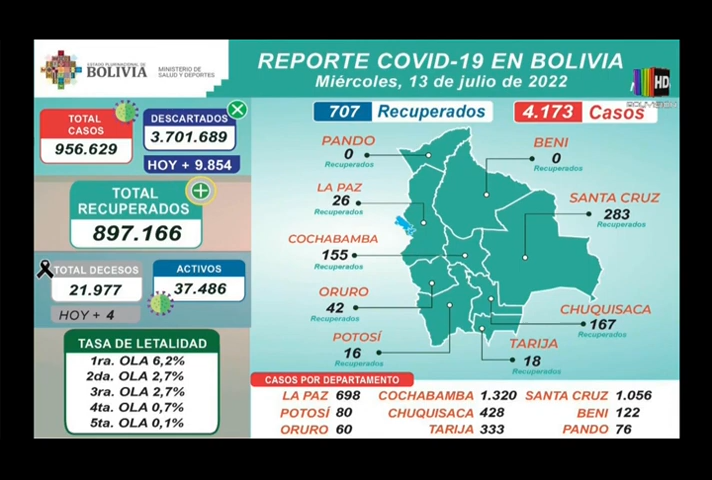 ESTADO PLURINACIONAL DE
BOLIVIA
MINISTERIO DE
SALUD Y DEPORTES
REPORTE COVID-19 EN BOLIVIA
Miércoles, 13 de julio de 2022
HD
BOLIVIA
TOTAL
CASOS
956.629
DESCARTADOS
3.701.689
HOY + 9.854
TOTAL
RECUPERADOS
897.166
TOTAL DECESOS
21.977
HOY + 4
ACTIVOS
37.486
TASA DE LETALIDAD
1ra. OLA 6,2%
2da. OLA 2,7%
3ra. OLA 2,7%
4ta. OLA 0,7%
5ta. OLA 0,1%
707 Recuperados
4.173 Casos
PANDO
0
Recuperados
BENI
0
Recuperados
LA PAZ
26
Recuperados
SANTA CRUZ
283
Recuperados
COCHABAMBA
155
Recuperados
ORURO
42
Recuperados
CHUQUISACA
167
Recuperados
POTOSÍ
16
Recuperados
TARIJA
18
Recuperados
CASOS POR DEPARTAMENTO
LA PAZ 698 COCHABAMBA 1.320 SANTA CRUZ 1.056
POTOSÍ 80 CHUQUISACA 428 BENI 122
ORURO 60 TARIJA 333 PANDO 76